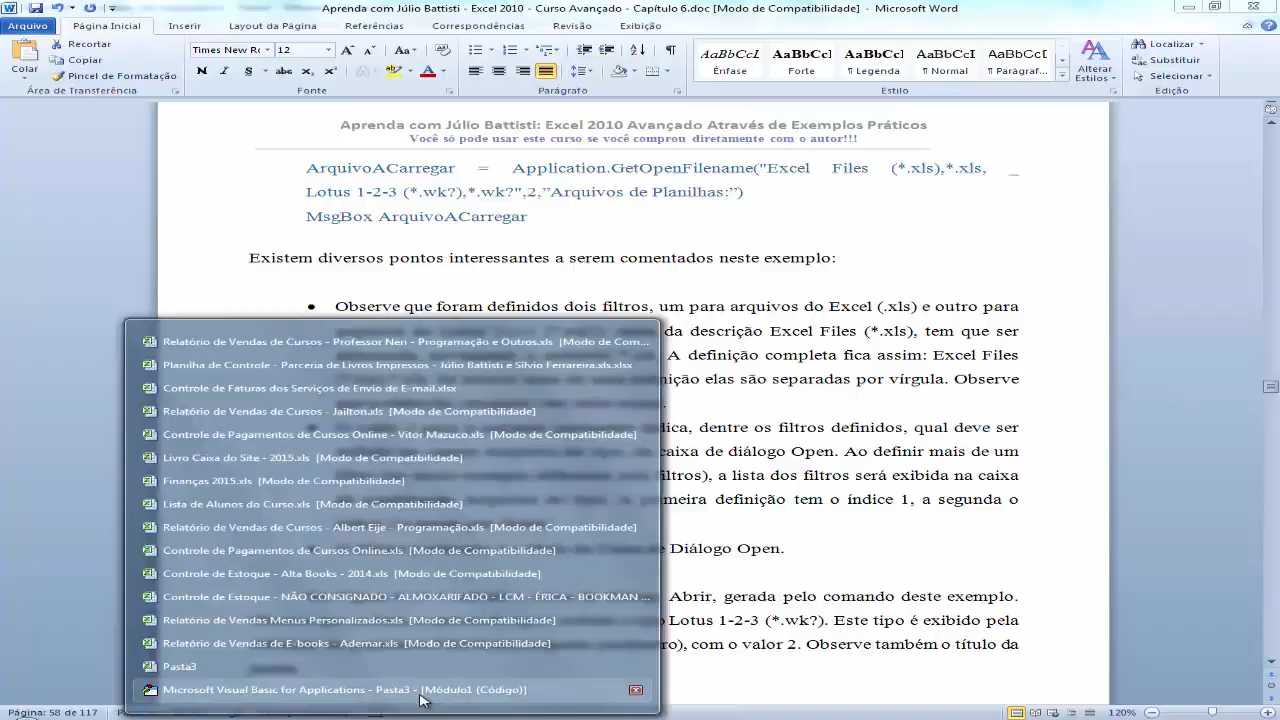 Aprenda com Júlio Battisti - Excel 2010 - Curso Avançado - Capítulo 6.doc [Modo de Compatibilidade] - Microsoft Word
Arquivo Página Inicial Inserir Layout da Página Referências Correspondências Revisão Exibição
Colar
Recortar
Copiar
Pincel de Formatação
Times New Ro 12
N I S abc x₂ x² A
AaBbCcI AaBbCc AaBbCcI AaBbCcI AaBbCcI
Ênfase Forte ¶ Legenda ¶ Normal ¶ Parágraf...
Alterar Estilos
Localizar
Substituir
Selecionar
Área de Transferência Fonte Parágrafo Estilo Edição
Aprenda com Júlio Battisti: Excel 2010 Avançado Através de Exemplos Práticos
Você só pode usar este curso se você comprou diretamente com o autor!!!
ArquivoACarregar = Application.GetOpenFilename("Excel Files (*.xls),*.xls, _
Lotus 1-2-3 (*.wk?),*.wk?",2,"Arquivos de Planilhas:")
MsgBox ArquivoACarregar
Existem diversos pontos interessantes a serem comentados neste exemplo:
• Observe que foram definidos dois filtros, um para arquivos do Excel (.xls) e outro para
da descrição Excel Files (*.xls), tem que ser
A definição completa fica assim: Excel Files
elas são separadas por vírgula. Observe
dica, dentre os filtros definidos, qual deve ser
caixa de diálogo Open. Ao definir mais de um
filtros), a lista dos filtros será exibida na caixa
primeira definição tem o índice 1, a segunda o
Diálogo Open.
Abrir, gerada pelo comando deste exemplo.
Lotus 1-2-3 (*.wk?). Este tipo é exibido pela
com o valor 2. Observe também o título da
Relatório de Vendas de Cursos - Professor Neri - Programação e Outros.xls [Modo de Com...
Planilha de Controle - Parceria de Livros Impressos - Júlio Battisti e Sílvio Ferrareira.xls.xlsx
Controle de Faturas dos Serviços de Envio de E-mail.xlsx
Relatório de Vendas de Cursos - Jailton.xls [Modo de Compatibilidade]
Controle de Pagamentos de Cursos Online - Vitor Mazuco.xls [Modo de Compatibilidade]
Livro Caixa do Site - 2015.xls [Modo de Compatibilidade]
Finanças 2015.xls [Modo de Compatibilidade]
Lista de Alunos do Curso.xls [Modo de Compatibilidade]
Relatório de Vendas de Cursos - Albert Eije - Programação.xls [Modo de Compatibilidade]
Controle de Pagamentos de Cursos Online.xls [Modo de Compatibilidade]
Controle de Estoque - Alta Books - 2014.xls [Modo de Compatibilidade]
Controle de Estoque - NÃO CONSIGNADO - ALMOXARIFADO - LCM - ÉRICA - BOOKMAN ...
Relatório de Vendas Menus Personalizados.xls [Modo de Compatibilidade]
Relatório de Vendas de E-books - Ademar.xls [Modo de Compatibilidade]
Pasta3
Microsoft Visual Basic for Applications - Pasta3 - [Módulo1 (Código)]
Página: 58 de 117
120%